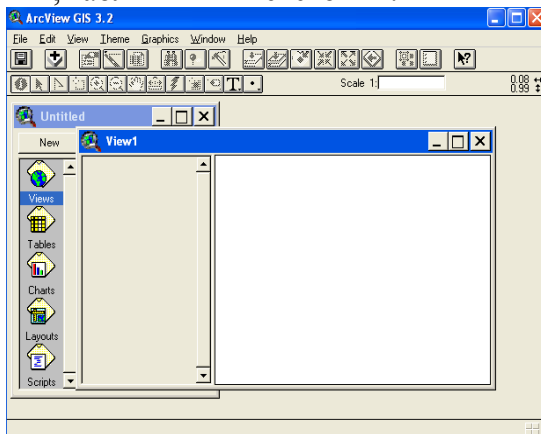 ArcView GIS 3.2
File Edit View Theme Graphics Window Help
Scale 1:
0.08
0.99
Untitled
New
View1
Views
Tables
Charts
Layouts
Scripts